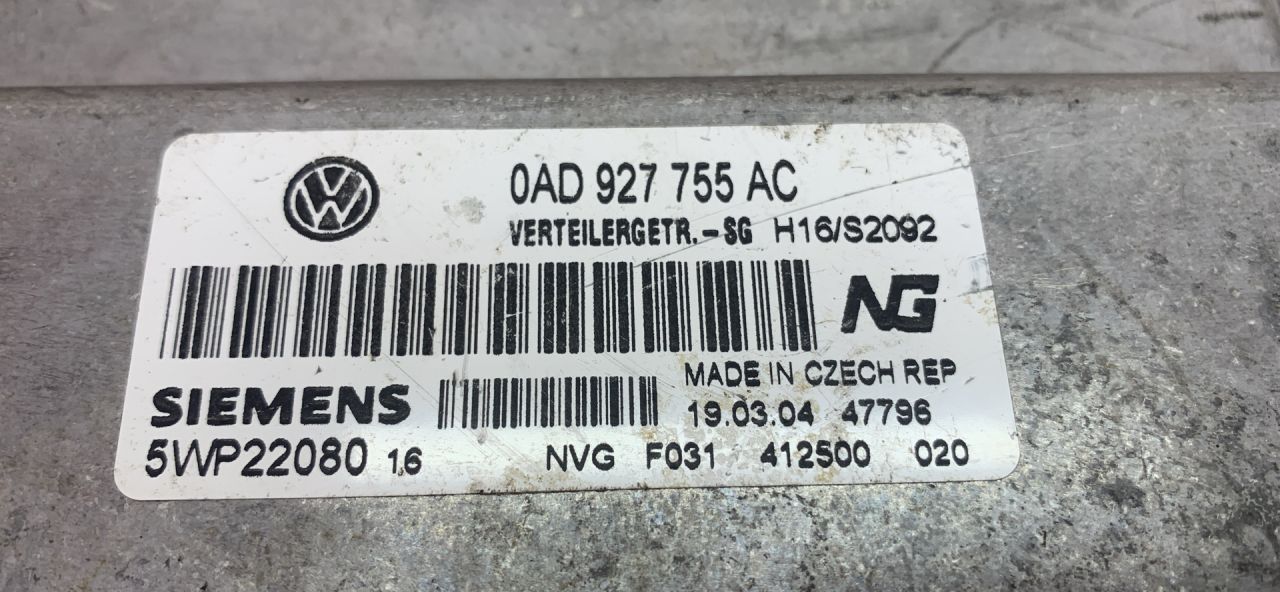 0AD 927 755 AC
VERTEILERGETR.-SG H16/S2092
NG
MADE IN CZECH REP
SIEMENS
19.03.04 47796
5WP22080 16 NVG F031 412500 020